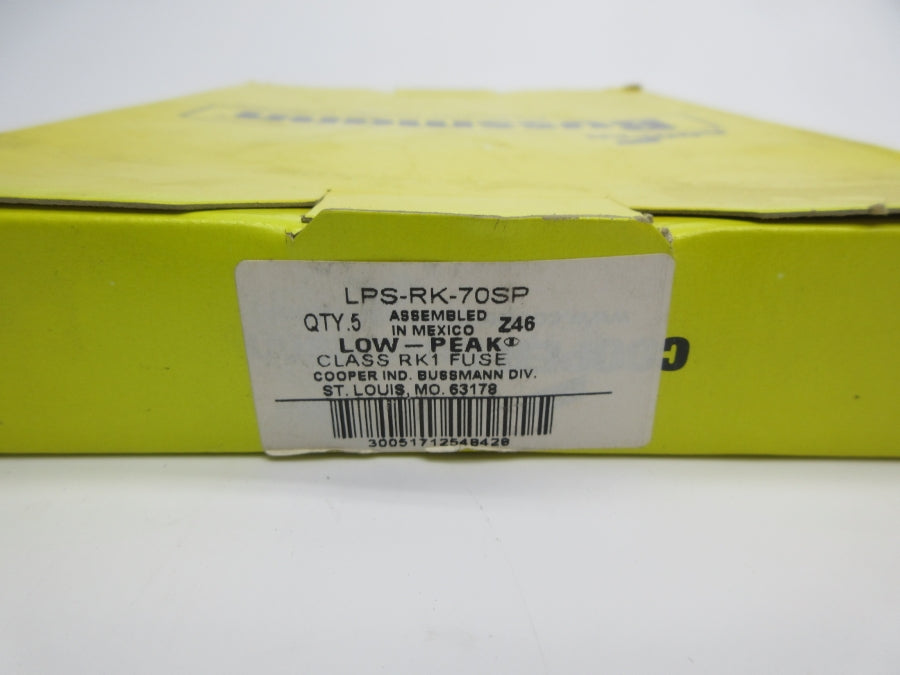 Bussmann
LPS-RK-70SP
QTY.5 ASSEMBLED IN MEXICO Z46
LOW-PEAK®
CLASS RK1 FUSE
COOPER IND. BUSSMANN DIV.
ST. LOUIS, MO. 63178
30051712548428